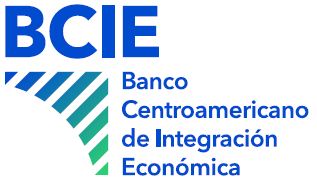 BCIE
Banco
Centroamericano
de Integración
Económica